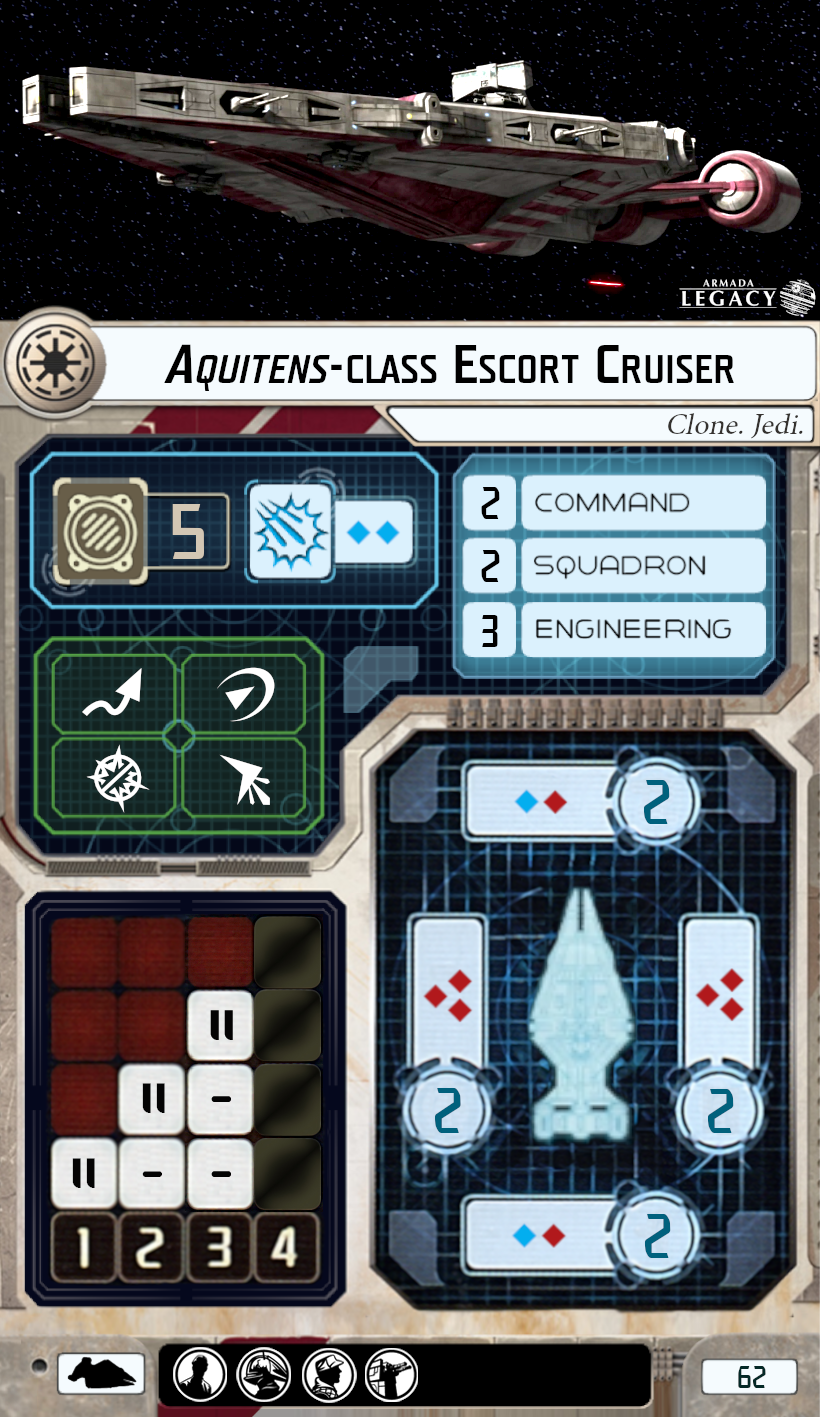 ARMADA
LEGACY
AQUITENS-CLASS ESCORT CRUISER
Clone. Jedi.
5
2 COMMAND
2 SQUADRON
3 ENGINEERING
2
II
II -
II - -
2 2
1 2 3 4
2
62